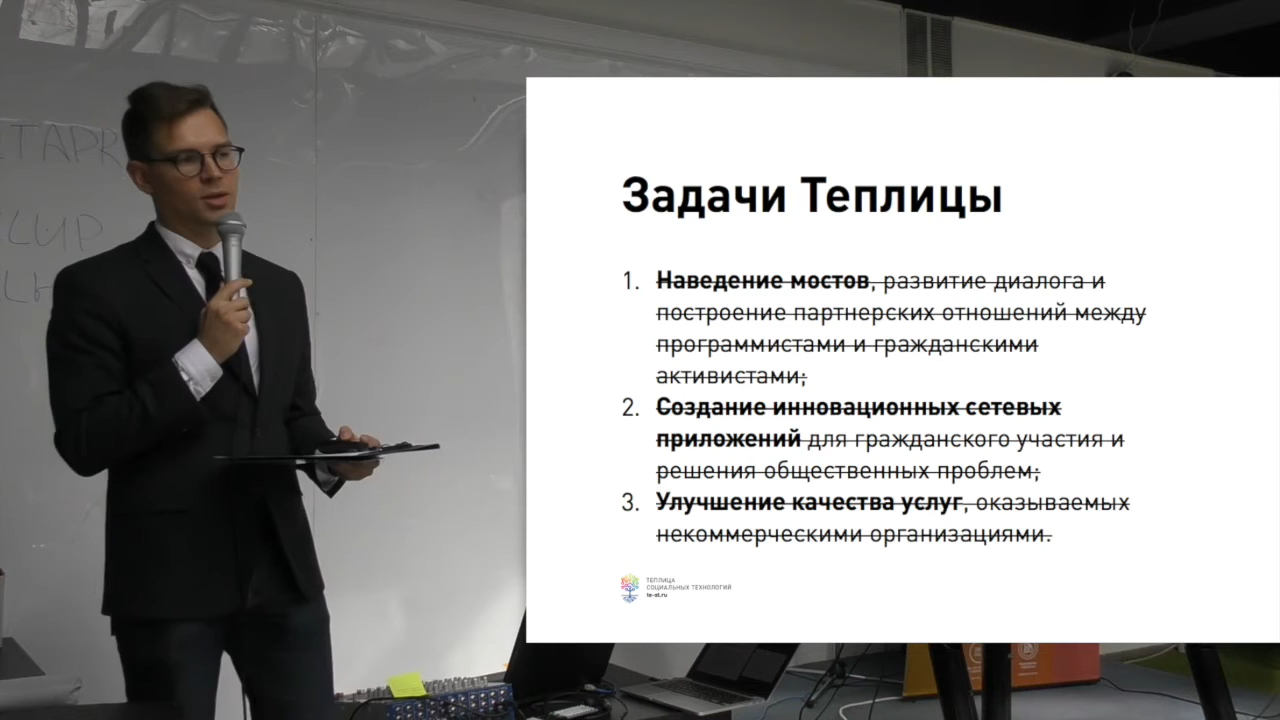 Задачи Теплицы
1. Наведение мостов, развитие диалога и
построение партнерских отношений между
программистами и гражданскими
активистами;
2. Создание инновационных сетевых
приложений для гражданского участия и
решения общественных проблем;
3. Улучшение качества услуг, оказываемых
некоммерческими организациями.
ТЕПЛИЦА
СОЦИАЛЬНЫХ ТЕХНОЛОГИЙ
te-st.ru